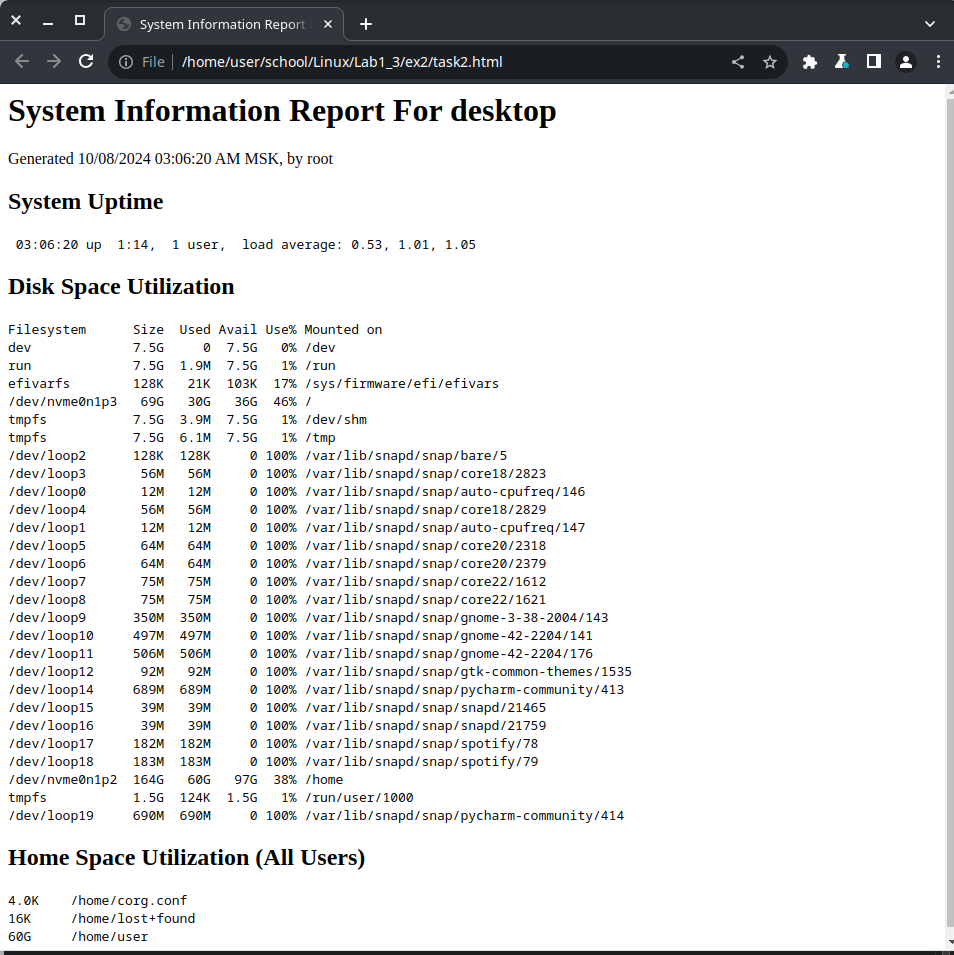 System Information Report
File
/home/user/school/Linux/Lab1_3/ex2/task2.html
System Information Report For desktop
Generated 10/08/2024 03:06:20 AM MSK, by root
System Uptime
03:06:20 up  1:14,  1 user,  load average: 0.53, 1.01, 1.05
Disk Space Utilization
Filesystem      Size  Used Avail Use% Mounted on
dev             7.5G     0  7.5G   0% /dev
run             7.5G  1.9M  7.5G   1% /run
efivarfs        128K   21K  103K  17% /sys/firmware/efi/efivars
/dev/nvme0n1p3   69G   30G   36G  46% /
tmpfs           7.5G  3.9M  7.5G   1% /dev/shm
tmpfs           7.5G  6.1M  7.5G   1% /tmp
/dev/loop2      128K  128K     0 100% /var/lib/snapd/snap/bare/5
/dev/loop3       56M   56M     0 100% /var/lib/snapd/snap/core18/2823
/dev/loop0       12M   12M     0 100% /var/lib/snapd/snap/auto-cpufreq/146
/dev/loop4       56M   56M     0 100% /var/lib/snapd/snap/core18/2829
/dev/loop1       12M   12M     0 100% /var/lib/snapd/snap/auto-cpufreq/147
/dev/loop5       64M   64M     0 100% /var/lib/snapd/snap/core20/2318
/dev/loop6       64M   64M     0 100% /var/lib/snapd/snap/core20/2379
/dev/loop7       75M   75M     0 100% /var/lib/snapd/snap/core22/1612
/dev/loop8       75M   75M     0 100% /var/lib/snapd/snap/core22/1621
/dev/loop9      350M  350M     0 100% /var/lib/snapd/snap/gnome-3-38-2004/143
/dev/loop10     497M  497M     0 100% /var/lib/snapd/snap/gnome-42-2204/141
/dev/loop11     506M  506M     0 100% /var/lib/snapd/snap/gnome-42-2204/176
/dev/loop12      92M   92M     0 100% /var/lib/snapd/snap/gtk-common-themes/1535
/dev/loop14     689M  689M     0 100% /var/lib/snapd/snap/pycharm-community/413
/dev/loop15      39M   39M     0 100% /var/lib/snapd/snap/snapd/21465
/dev/loop16      39M   39M     0 100% /var/lib/snapd/snap/snapd/21759
/dev/loop17     182M  182M     0 100% /var/lib/snapd/snap/spotify/78
/dev/loop18     183M  183M     0 100% /var/lib/snapd/snap/spotify/79
/dev/nvme0n1p2  164G   60G   97G  38% /home
tmpfs           1.5G  124K  1.5G   1% /run/user/1000
/dev/loop19     690M  690M     0 100% /var/lib/snapd/snap/pycharm-community/414
Home Space Utilization (All Users)
4.0K    /home/corg.conf
16K     /home/lost+found
60G     /home/user